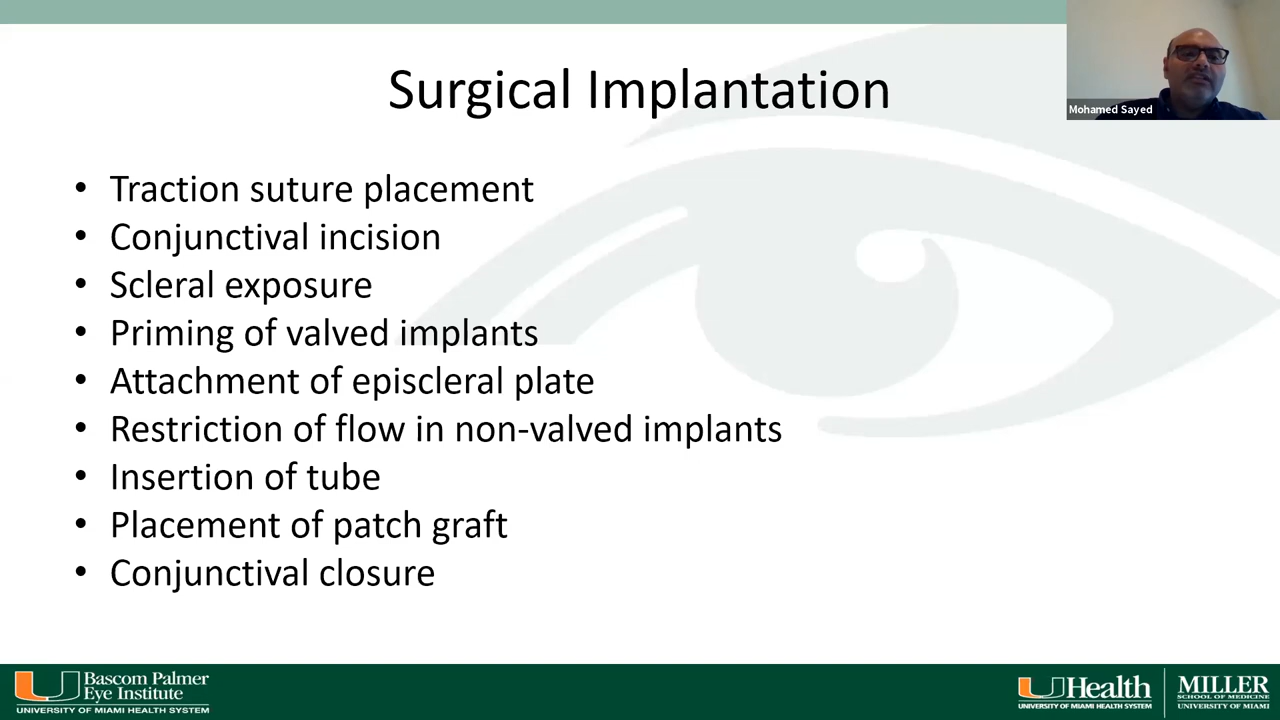 Surgical Implantation
Mohamed Sayed
• Traction suture placement
• Conjunctival incision
• Scleral exposure
• Priming of valved implants
• Attachment of episcleral plate
• Restriction of flow in non-valved implants
• Insertion of tube
• Placement of patch graft
• Conjunctival closure
Bascom Palmer
Eye Institute
UNIVERSITY OF MIAMI HEALTH SYSTEM
UHealth
UNIVERSITY OF MIAMI HEALTH SYSTEM
MILLER
SCHOOL OF MEDICINE
UNIVERSITY OF MIAMI